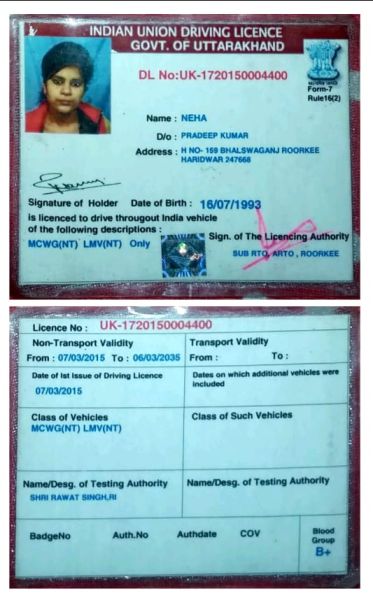 INDIAN UNION DRIVING LICENCE
GOVT. OF UTTARAKHAND
DL No:UK-1720150004400
Form-7
Rule16(2)
Name : NEHA
D/o : PRADEEP KUMAR
Address : H NO- 159 BHALSWAGANJ ROORKEE
HARIDWAR 247668
Signature of Holder Date of Birth : 16/07/1993
is licenced to drive througout India vehicle
of the following descriptions :
MCWG(NT) LMV(NT) Only
Sign. of The Licencing Authority
SUB RTO, ARTO , ROORKEE
Licence No : UK-1720150004400
Non-Transport Validity
Transport Validity
From : 07/03/2015 To : 06/03/2035
From : To :
Date of Ist Issue of Driving Licence
07/03/2015
Dates on which additional vehicles were
included
Class of Vehicles
MCWG(NT) LMV(NT)
Class of Such Vehicles
Name/Desg. of Testing Authority
SHRI RAWAT SINGH,RI
Name/Desg. of Testing Authority
BadgeNo Auth.No Authdate COV
Blood
Group
B+